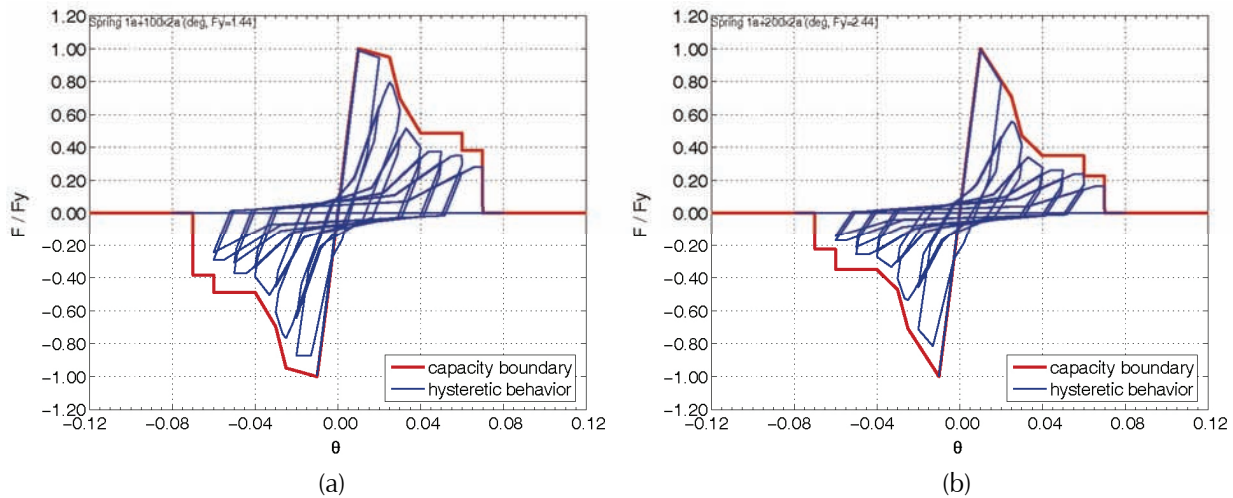 Spring 1a+100x2a (deg, Fy=1.44)
1.20
1.00
0.80
0.60
0.40
0.20
0.00
-0.20
-0.40
-0.60
-0.80
-1.00
-1.20
F / Fy
capacity boundary
hysteretic behavior
-0.12 -0.08 -0.04 0.00 0.04 0.08 0.12
θ
(a)
Spring 1a+200x2a (deg, Fy=2.44)
1.20
1.00
0.80
0.60
0.40
0.20
0.00
-0.20
-0.40
-0.60
-0.80
-1.00
-1.20
F / Fy
capacity boundary
hysteretic behavior
-0.12 -0.08 -0.04 0.00 0.04 0.08 0.12
θ
(b)